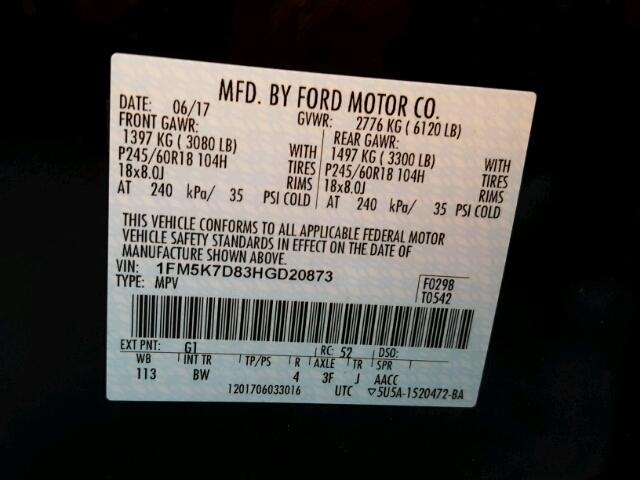 MFD. BY FORD MOTOR CO.
DATE: 06/17 GVWR: 2776 KG ( 6120 LB)
FRONT GAWR: REAR GAWR:
1397 KG ( 3080 LB) 1497 KG ( 3300 LB)
P245/60R18 104H WITH TIRES P245/60R18 104H WITH TIRES
18x8.0J RIMS 18x8.0J RIMS
AT 240 kPa/ 35 PSI COLD AT 240 kPa/ 35 PSI COLD
THIS VEHICLE CONFORMS TO ALL APPLICABLE FEDERAL MOTOR
VEHICLE SAFETY STANDARDS IN EFFECT ON THE DATE OF
MANUFACTURE SHOWN ABOVE.
VIN: 1FM5K7D83HGD20873 F0298
TYPE: MPV T0542
EXT PNT: G1 RC: 52 DSO:
WB INT TR TP/PS R AXLE TR SPR
113 BW 4 3F J AACC
1201706033016 UTC ▽5U5A-1520472-BA